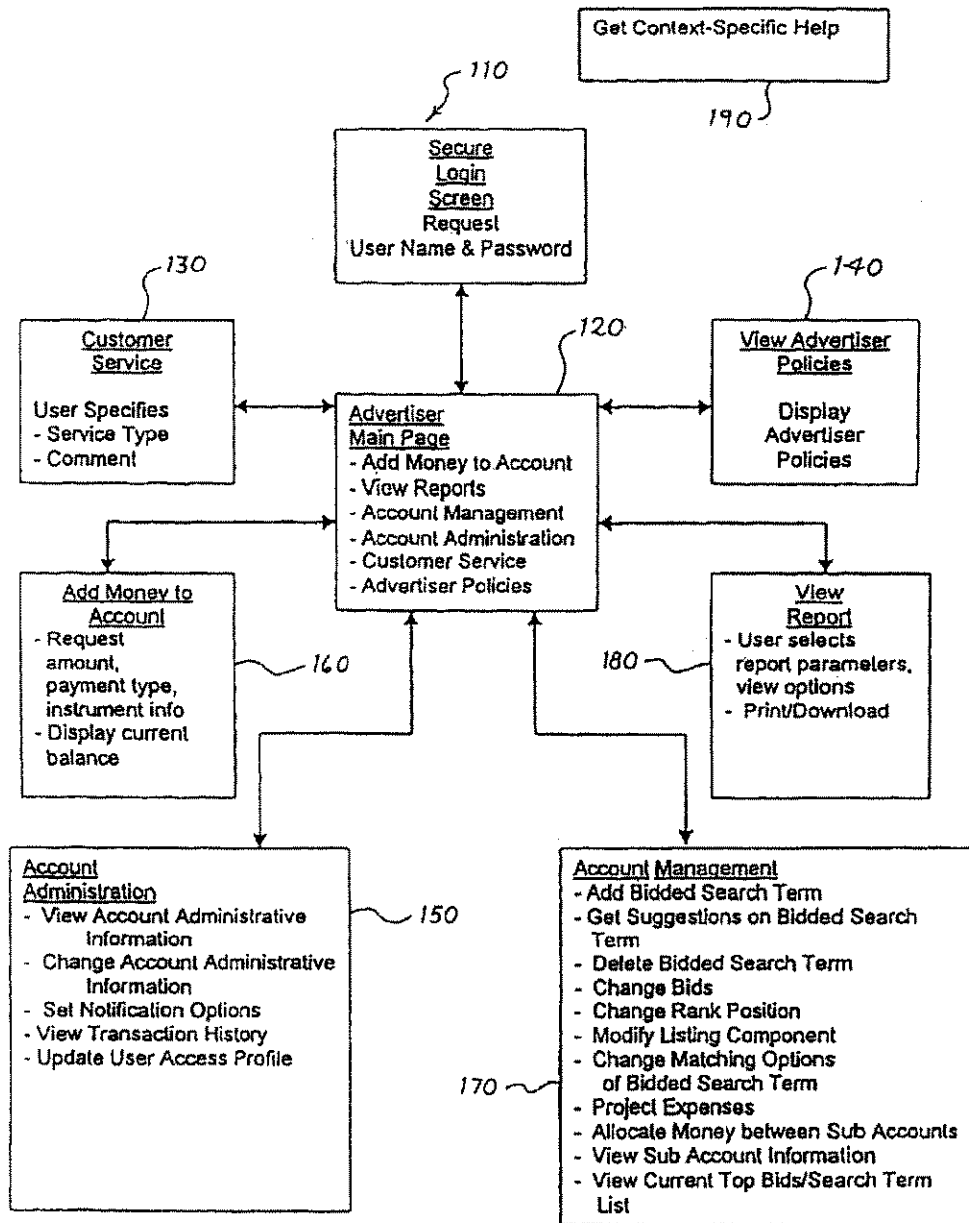 Get Context-Specific Help
190
110
Secure
Login
Screen
Request
User Name & Password
130
Customer
Service
User Specifies
- Service Type
- Comment
120
Advertiser
Main Page
- Add Money to Account
- View Reports
- Account Management
- Account Administration
- Customer Service
- Advertiser Policies
140
View Advertiser
Policies
Display
Advertiser
Policies
Add Money to
Account
- Request
amount,
payment type,
instrument info
- Display current
balance
160
180
View
Report
- User selects
report parameters,
view options
- Print/Download
Account
Administration
- View Account Administrative
Information
- Change Account Administrative
Information
- Set Notification Options
- View Transaction History
- Update User Access Profile
150
170
Account Management
- Add Bidded Search Term
- Get Suggestions on Bidded Search
Term
- Delete Bidded Search Term
- Change Bids
- Change Rank Position
- Modify Listing Component
- Change Matching Options
of Bidded Search Term
- Project Expenses
- Allocate Money between Sub Accounts
- View Sub Account Information
- View Current Top Bids/Search Term
List